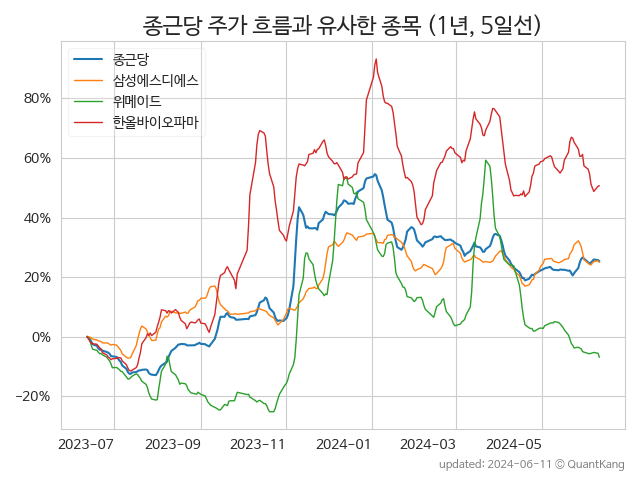 종근당 주가 흐름과 유사한 종목 (1년, 5일선)
종근당
삼성에스디에스
위메이드
한올바이오파마
80%
60%
40%
20%
0%
−20%
2023-07
2023-09
2023-11
2024-01
2024-03
2024-05
updated: 2024-06-11 © QuantKang